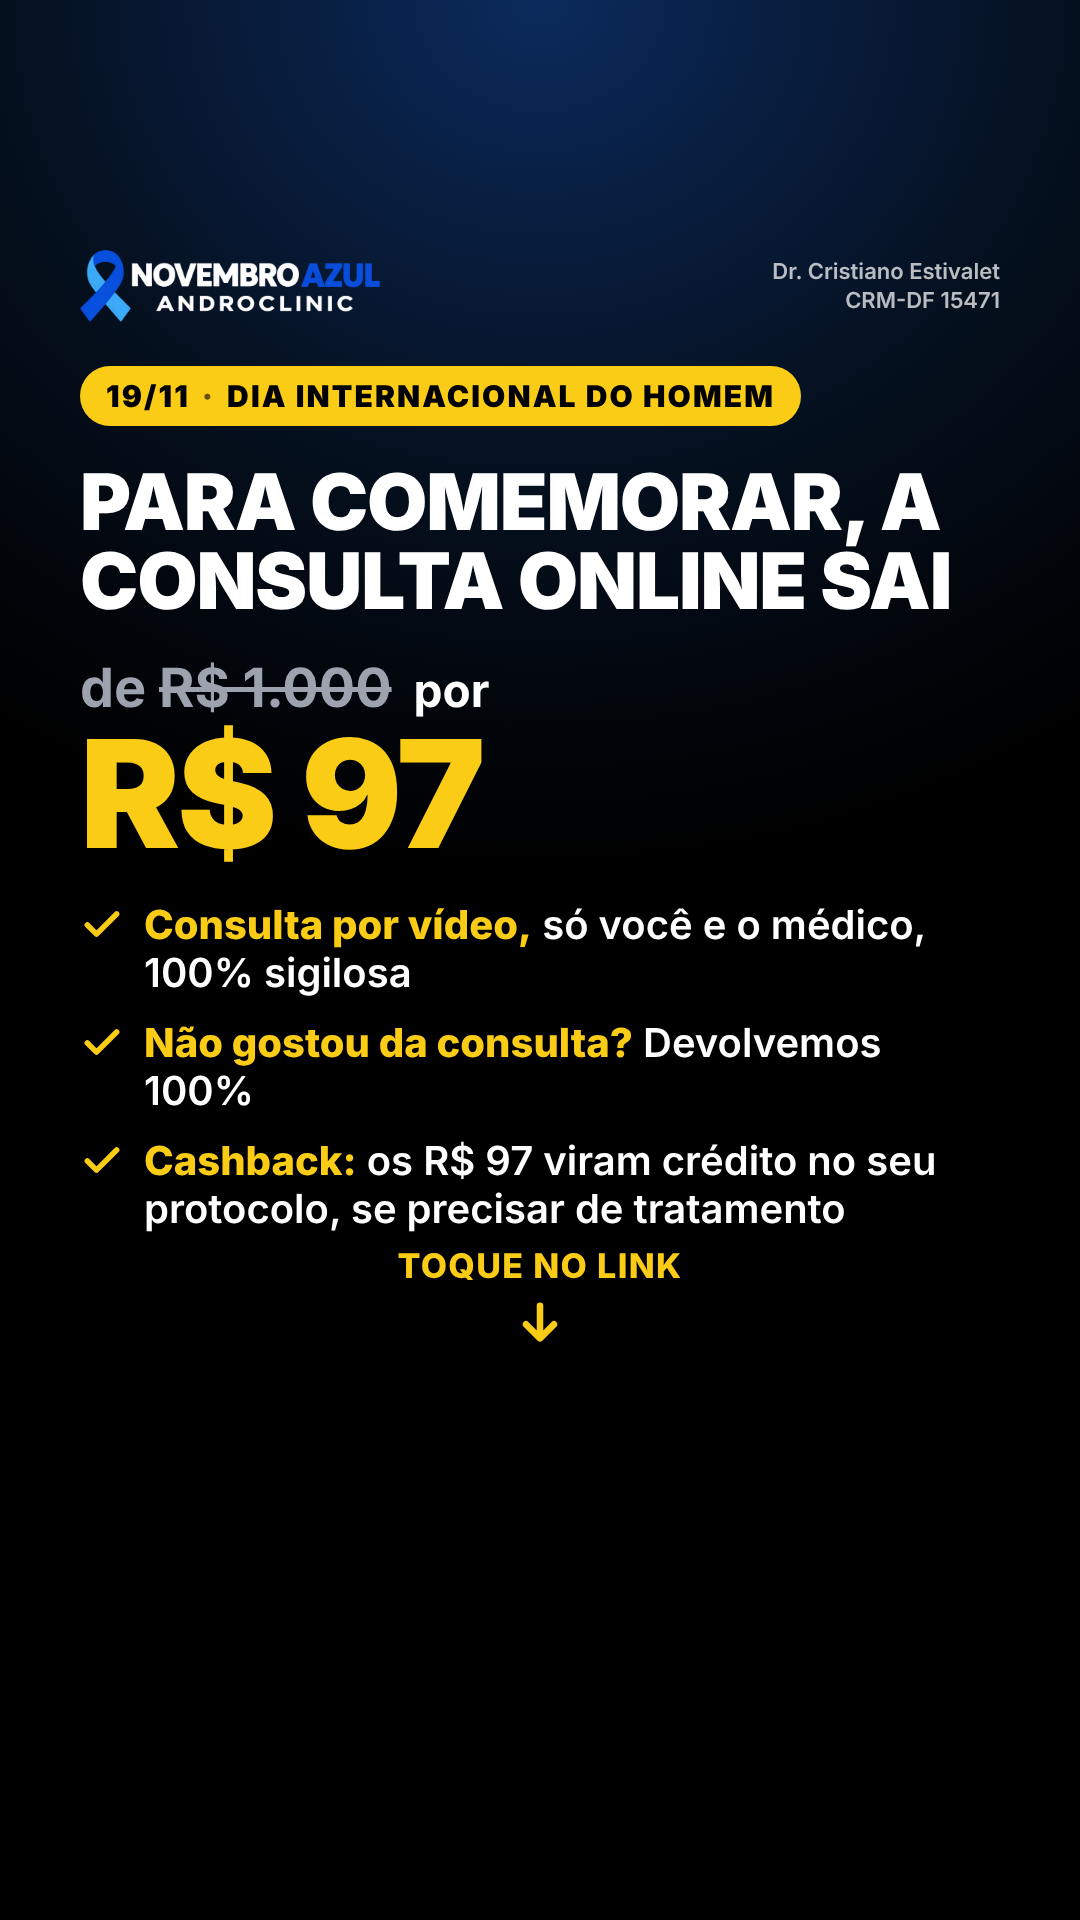 NOVEMBRO AZUL
ANDROCLINIC
Dr. Cristiano Estivalet
CRM-DF 15471
19/11 · DIA INTERNACIONAL DO HOMEM
PARA COMEMORAR, A
CONSULTA ONLINE SAI
de R$ 1.000 por
R$ 97
Consulta por vídeo, só você e o médico,
100% sigilosa
Não gostou da consulta? Devolvemos
100%
Cashback: os R$ 97 viram crédito no seu
protocolo, se precisar de tratamento
TOQUE NO LINK